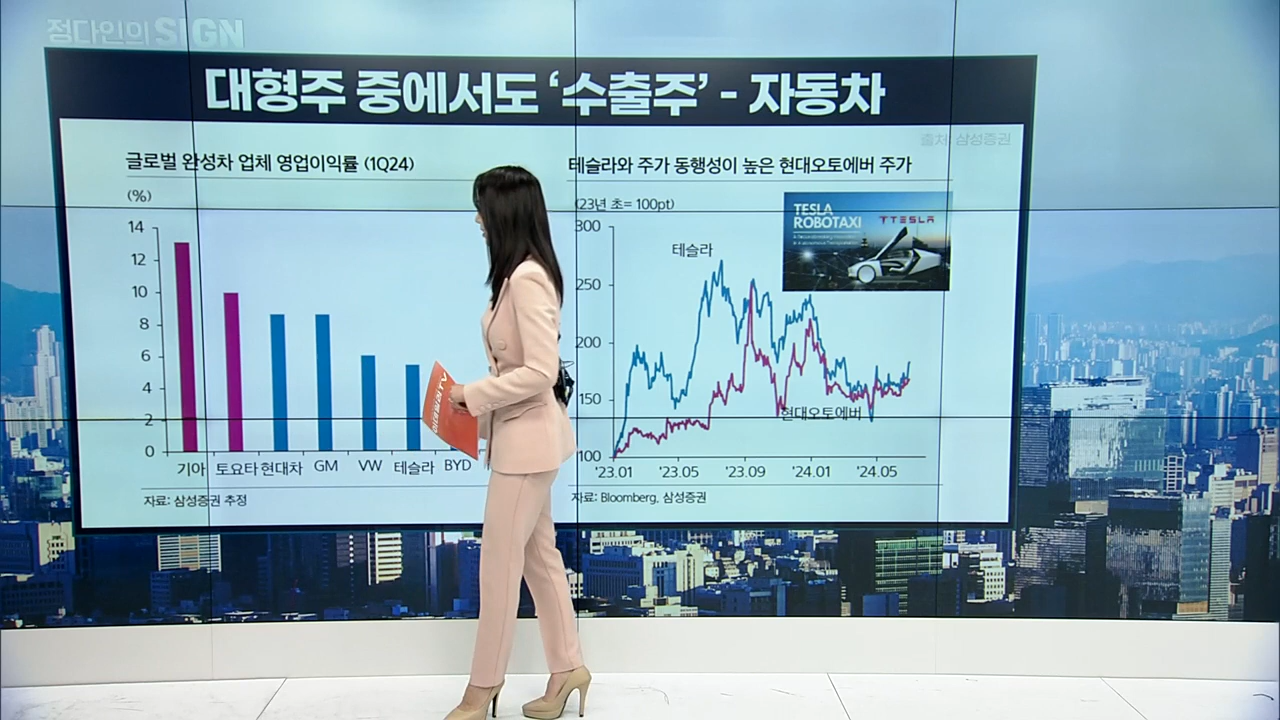 정다인의 SIGN
대형주 중에서도 ‘수출주’ - 자동차
출처: 삼성증권
글로벌 완성차 업체 영업이익률 (1Q24)
(%)
14
12
10
8
6
4
2
0
기아 토요타 현대차 GM VW 테슬라 BYD
자료: 삼성증권 추정
테슬라와 주가 동행성이 높은 현대오토에버 주가
(23년 초= 100pt)
300
250
200
150
100
테슬라
현대오토에버
TESLA
ROBOTAXI
TTESLA
'23.01 '23.05 '23.09 '24.01 '24.05
자료: Bloomberg, 삼성증권